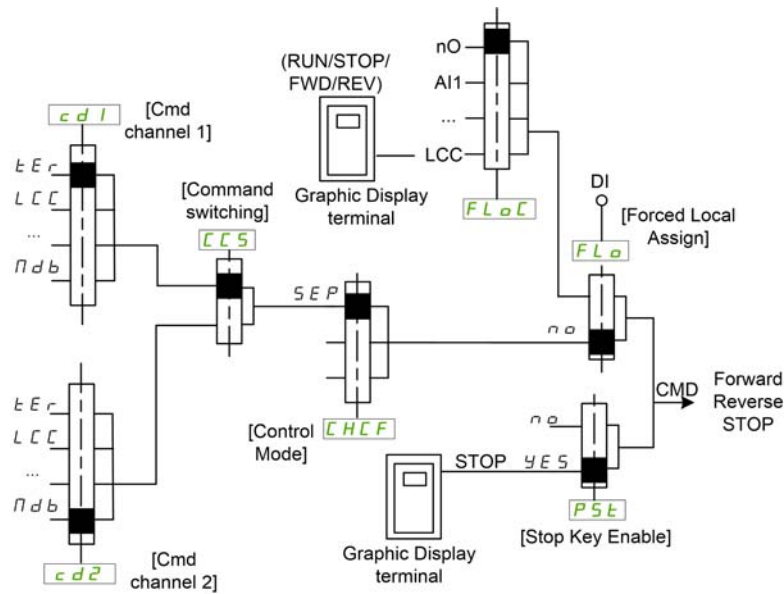 (RUN/STOP/
FWD/REV)
nO
AI1
...
LCC
Graphic Display
terminal
FLoC
cd1
[Cmd
channel 1]
tEr
LCC
...
Mdb
[Command
switching]
CCS
DI
[Forced Local
Assign]
FLo
SEP
no
tEr
LCC
...
Mdb
cd2
[Cmd
channel 2]
[Control
Mode]
CHCF
CMD
Forward
Reverse
STOP
no
STOP
YES
PSt
[Stop Key Enable]
Graphic Display
terminal